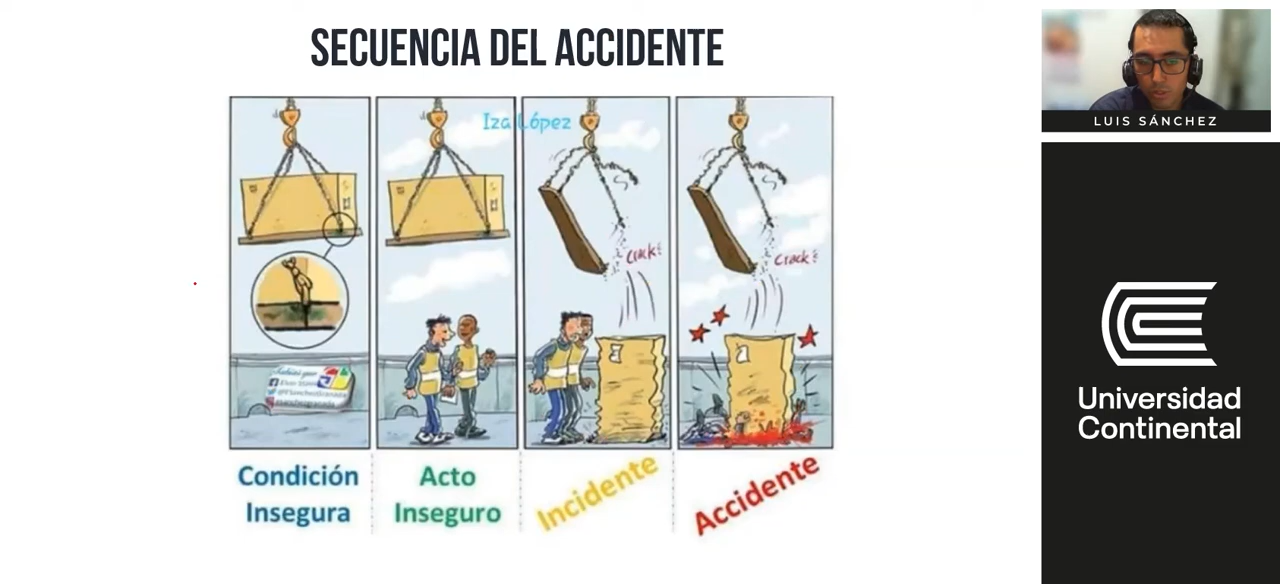 SECUENCIA DEL ACCIDENTE
LUIS SÁNCHEZ
Iza López
Crack!
Crack!
Condición
Insegura
Acto
Inseguro
Incidente
Accidente
Universidad
Continental